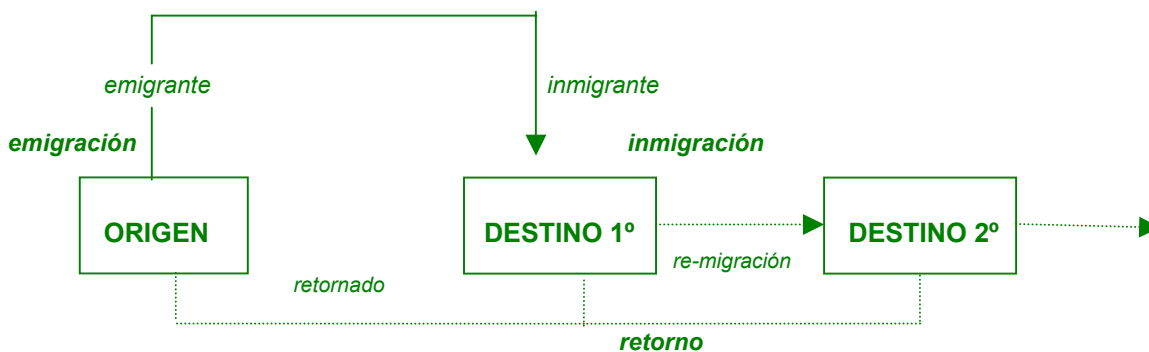 emigrante
inmigrante
emigración
inmigración
ORIGEN
DESTINO 1º
DESTINO 2º
re-migración
retornado
retorno